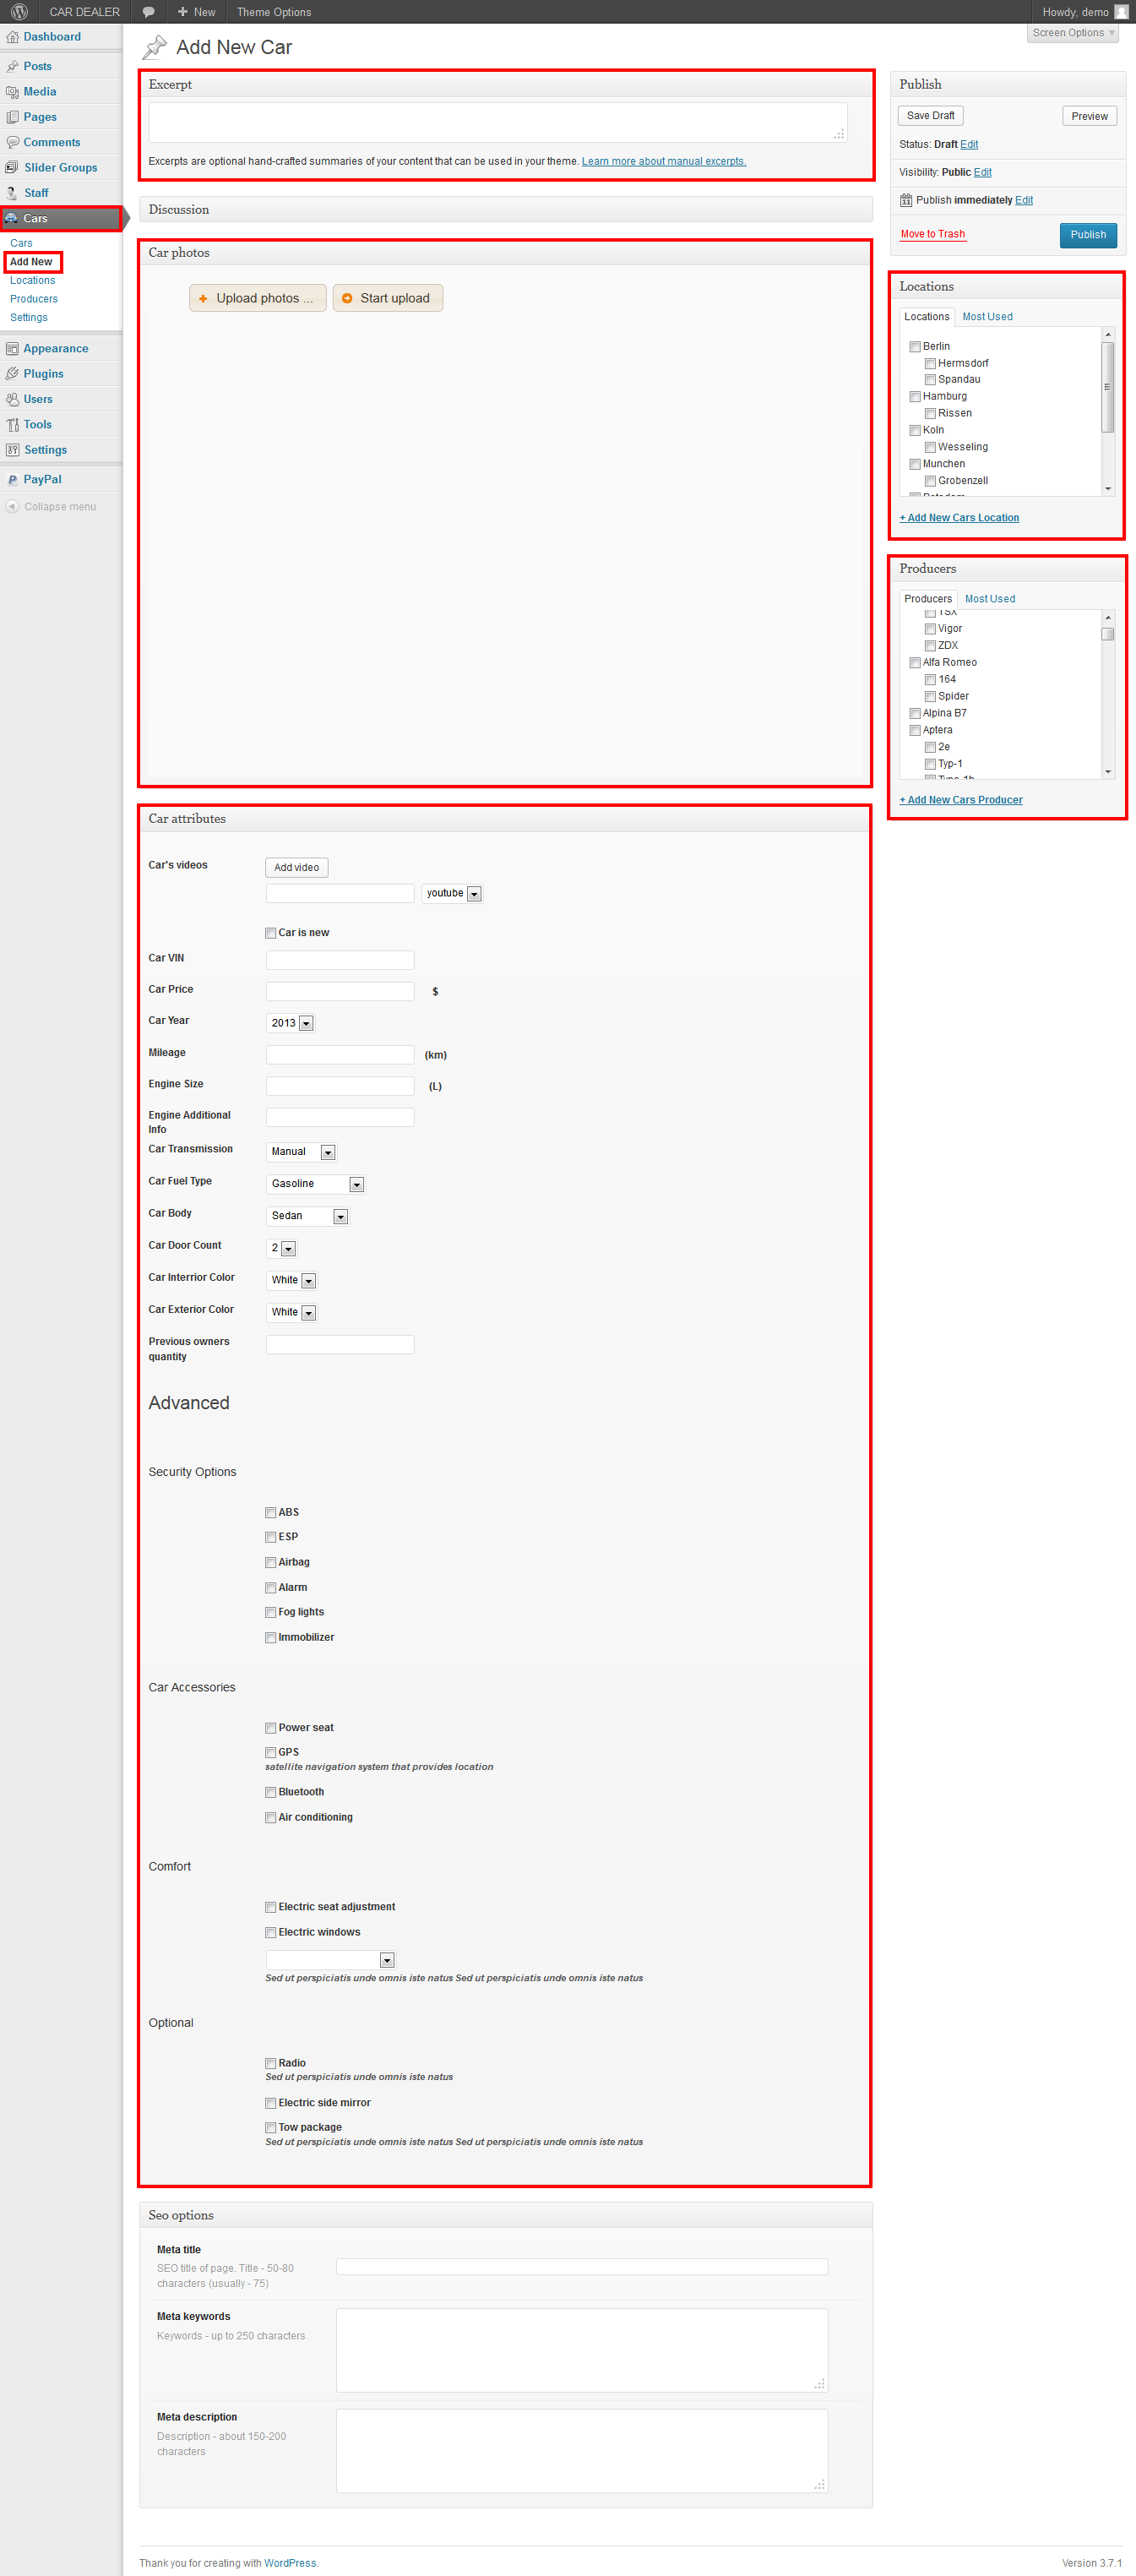 CAR DEALER
New
Theme Options
Howdy, demo
Screen Options
Dashboard
Posts
Media
Pages
Comments
Slider Groups
Staff
Cars
Cars
Add New
Locations
Producers
Settings
Appearance
Plugins
Users
Tools
Settings
PayPal
Collapse menu
Add New Car
Excerpt
Excerpts are optional hand-crafted summaries of your content that can be used in your theme. Learn more about manual excerpts.
Discussion
Car photos
Upload photos ...
Start upload
Car attributes
Car's videos
Add video
youtube
Car is new
Car VIN
Car Price
$
Car Year
2013
Mileage
(km)
Engine Size
(L)
Engine Additional
Info
Car Transmission
Manual
Car Fuel Type
Gasoline
Car Body
Sedan
Car Door Count
2
Car Interrior Color
White
Car Exterior Color
White
Previous owners
quantity
Advanced
Security Options
ABS
ESP
Airbag
Alarm
Fog lights
Immobilizer
Car Accessories
Power seat
GPS
satellite navigation system that provides location
Bluetooth
Air conditioning
Comfort
Electric seat adjustment
Electric windows
Sed ut perspiciatis unde omnis iste natus Sed ut perspiciatis unde omnis iste natus
Optional
Radio
Sed ut perspiciatis unde omnis iste natus
Electric side mirror
Tow package
Sed ut perspiciatis unde omnis iste natus Sed ut perspiciatis unde omnis iste natus
Seo options
Meta title
SEO title of page. Title - 50-80
characters (usually - 75)
Meta keywords
Keywords - up to 250 characters
Meta description
Description - about 150-200
characters
Publish
Save Draft
Preview
Status: Draft Edit
Visibility: Public Edit
11
Publish immediately Edit
Move to Trash
Publish
Locations
Locations
Most Used
Berlin
Hermsdorf
Spandau
Hamburg
Rissen
Koln
Wesseling
Munchen
Grobenzell
+ Add New Cars Location
Producers
Producers
Most Used
TSX
Vigor
ZDX
Alfa Romeo
164
Spider
Alpina B7
Aptera
2e
Typ-1
+ Add New Cars Producer
Thank you for creating with WordPress.
Version 3.7.1